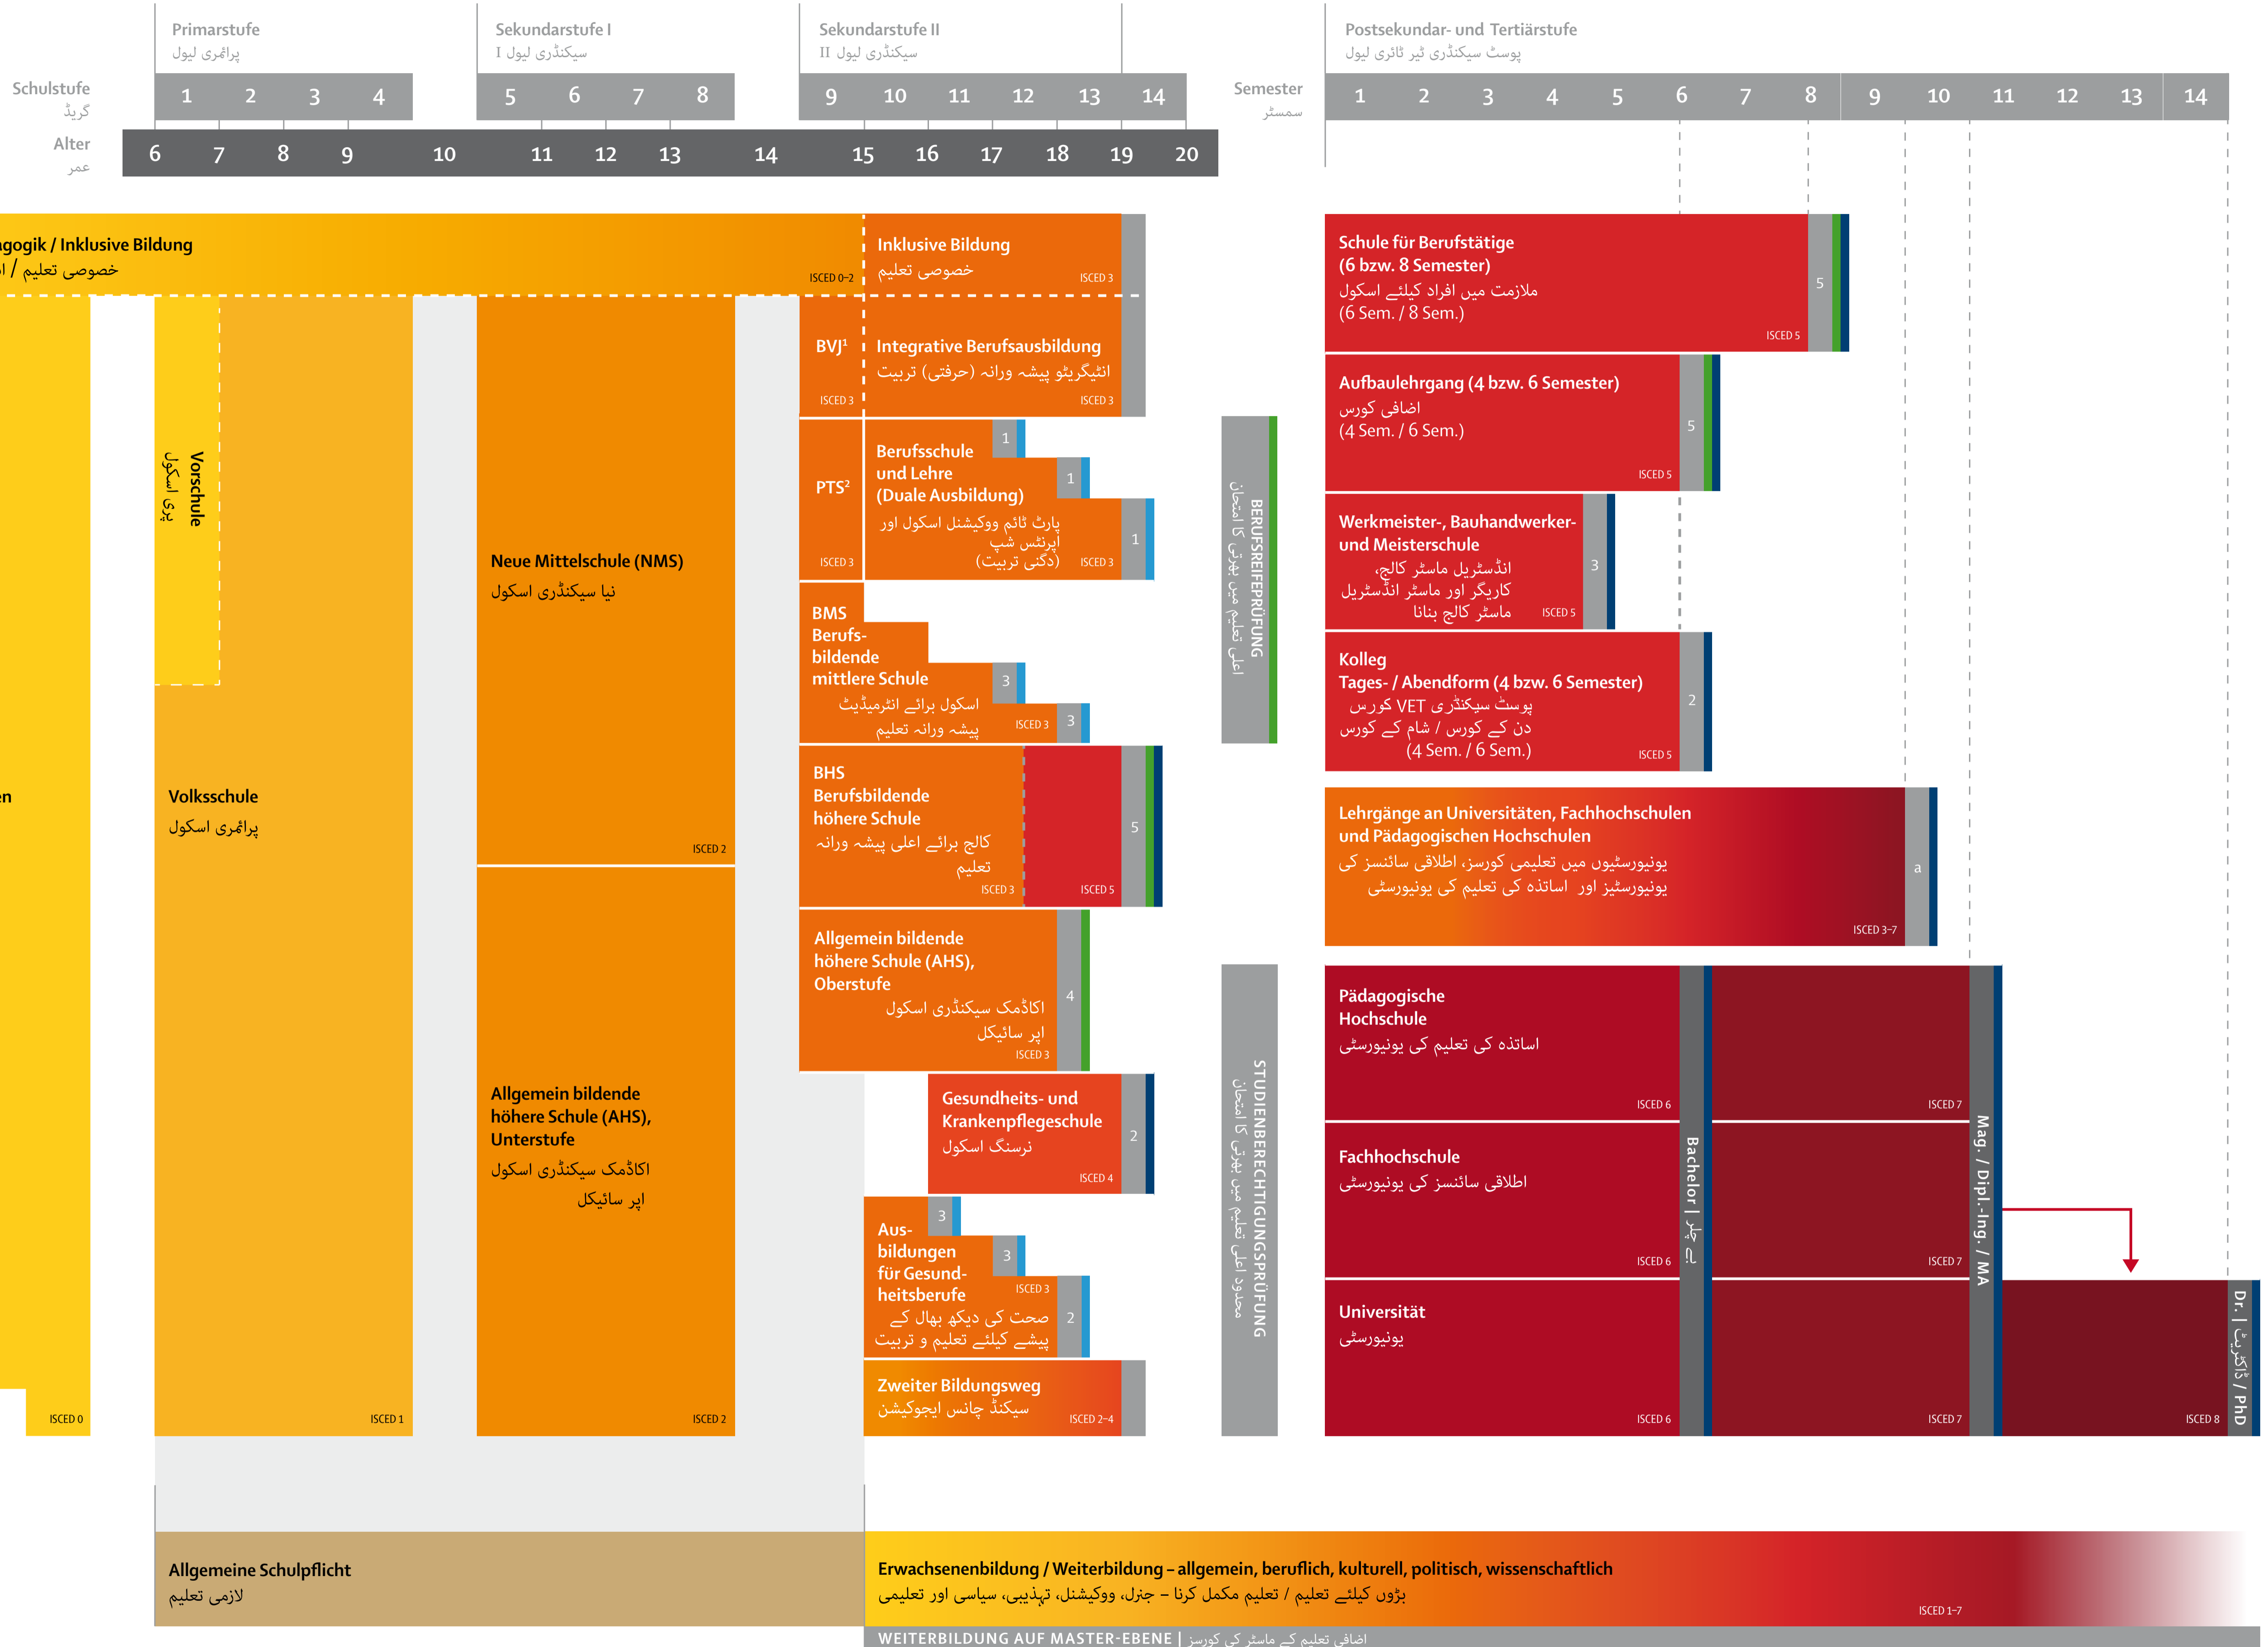 Primarstufe
پرائمری لیول
Sekundarstufe I
سیکنڈری لیول I
Sekundarstufe II
سیکنڈری لیول II
Postsekundar- und Tertiärstufe
پوسٹ سیکنڈری ٹیر ٹائری لیول
Schulstufe
گریڈ
1 2 3 4
5 6 7 8
9 10 11 12 13 14
Semester
سمسٹر
1 2 3 4 5 6 7 8 9 10 11 12 13 14
Alter
عمر
6 7 8 9 10 11 12 13 14 15 16 17 18 19 20
agogik / Inklusive Bildung
خصوصی تعلیم / ا
ISCED 0–2
Inklusive Bildung
خصوصی تعلیم
ISCED 3
en
ISCED 0
Vorschule
پری اسکول
Volksschule
پرائمری اسکول
ISCED 1
Neue Mittelschule (NMS)
نیا سیکنڈری اسکول
ISCED 2
Allgemein bildende
höhere Schule (AHS),
Unterstufe
اکاڈمک سیکنڈری اسکول
اپر سائیکل
ISCED 2
BVJ¹
ISCED 3
Integrative Berufsausbildung
انٹیگریٹو پیشہ ورانہ (حرفتی) تربیت
ISCED 3
PTS²
ISCED 3
Berufsschule
und Lehre
(Duale Ausbildung)
پارٹ ٹائم ووکیشنل اسکول اور
اپرنٹس شپ
(دگنی تربیت)
ISCED 3
1
1
1
BMS
Berufs-
bildende
mittlere Schule
اسکول برائے انٹرمیڈیٹ
پیشہ ورانہ تعلیم
ISCED 3
3
3
BHS
Berufsbildende
höhere Schule
کالج برائے اعلی پیشہ ورانہ
تعلیم
ISCED 3
ISCED 5
5
Allgemein bildende
höhere Schule (AHS),
Oberstufe
اکاڈمک سیکنڈری اسکول
اپر سائیکل
ISCED 3
4
Gesundheits- und
Krankenpflegeschule
نرسنگ اسکول
ISCED 4
2
Aus-
bildungen
für Gesund-
heitsberufe
صحت کی دیکھ بھال کے
پیشے کیلئے تعلیم و تربیت
ISCED 3
3
3
2
Zweiter Bildungsweg
سیکنڈ چانس ایجوکیشن
ISCED 2–4
BERUFSREIFEPRÜFUNG
اعلی تعلیم میں بھرتی کا امتحان
STUDIENBERECHTIGUNGSPRÜFUNG
محدود اعلی تعلیم میں بھرتی کا امتحان
Schule für Berufstätige
(6 bzw. 8 Semester)
ملازمت میں افراد کیلئے اسکول
(6 Sem. / 8 Sem.)
ISCED 5
5
Aufbaulehrgang (4 bzw. 6 Semester)
اضافی کورس
(4 Sem. / 6 Sem.)
ISCED 5
5
Werkmeister-, Bauhandwerker-
und Meisterschule
انڈسٹریل ماسٹر کالج،
کاریگر اور ماسٹر انڈسٹریل
ماسٹر کالج بنانا
ISCED 5
3
Kolleg
Tages- / Abendform (4 bzw. 6 Semester)
پوسٹ سیکنڈری VET کورس
دن کے کورس / شام کے کورس
(4 Sem. / 6 Sem.)
ISCED 5
2
Lehrgänge an Universitäten, Fachhochschulen
und Pädagogischen Hochschulen
یونیورسٹیوں میں تعلیمی کورسز، اطلاقی سائنسز کی
یونیورسٹیز اور اساتذہ کی تعلیم کی یونیورسٹی
ISCED 3–7
a
Pädagogische
Hochschule
اساتذہ کی تعلیم کی یونیورسٹی
ISCED 6
ISCED 7
Fachhochschule
اطلاقی سائنسز کی یونیورسٹی
ISCED 6
ISCED 7
Universität
یونیورسٹی
ISCED 6
ISCED 7
ISCED 8
Bachelor | بے چلر
Mag. / Dipl.-Ing. / MA
Dr. | ڈاکٹریٹ / PhD
Allgemeine Schulpflicht
لازمی تعلیم
Erwachsenenbildung / Weiterbildung – allgemein, beruflich, kulturell, politisch, wissenschaftlich
بڑوں کیلئے تعلیم / تعلیم مکمل کرنا – جنرل، ووکیشنل، تہذیبی، سیاسی اور تعلیمی
ISCED 1–7
WEITERBILDUNG AUF MASTER-EBENE | اضافی تعلیم کے ماسٹر کی کورسز